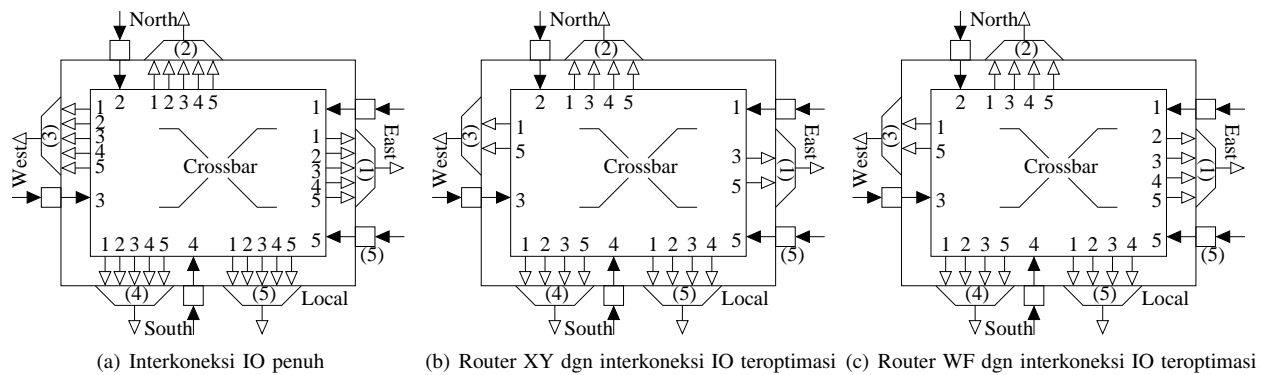 North
(2)
2 1 2 3 4 5
West
(3)
1
2
3
4
5
3
Crossbar
1
1
2
3
4
5
5
East
(1)
(5)
1 2 3 4 5 4 1 2 3 4 5
(4) (5) Local
South
(a) Interkoneksi IO penuh
North
(2)
2 1 3 4 5
West
(3)
1
5
3
Crossbar
1
3
5
5
East
(1)
(5)
1 2 3 5 4 1 2 3 4
(4) (5) Local
South
(b) Router XY dgn interkoneksi IO teroptimasi
North
(2)
2 1 3 4 5
West
(3)
1
5
3
Crossbar
1
2
3
4
5
5
East
(1)
(5)
1 2 3 5 4 1 2 3 4
(4) (5) Local
South
(c) Router WF dgn interkoneksi IO teroptimasi